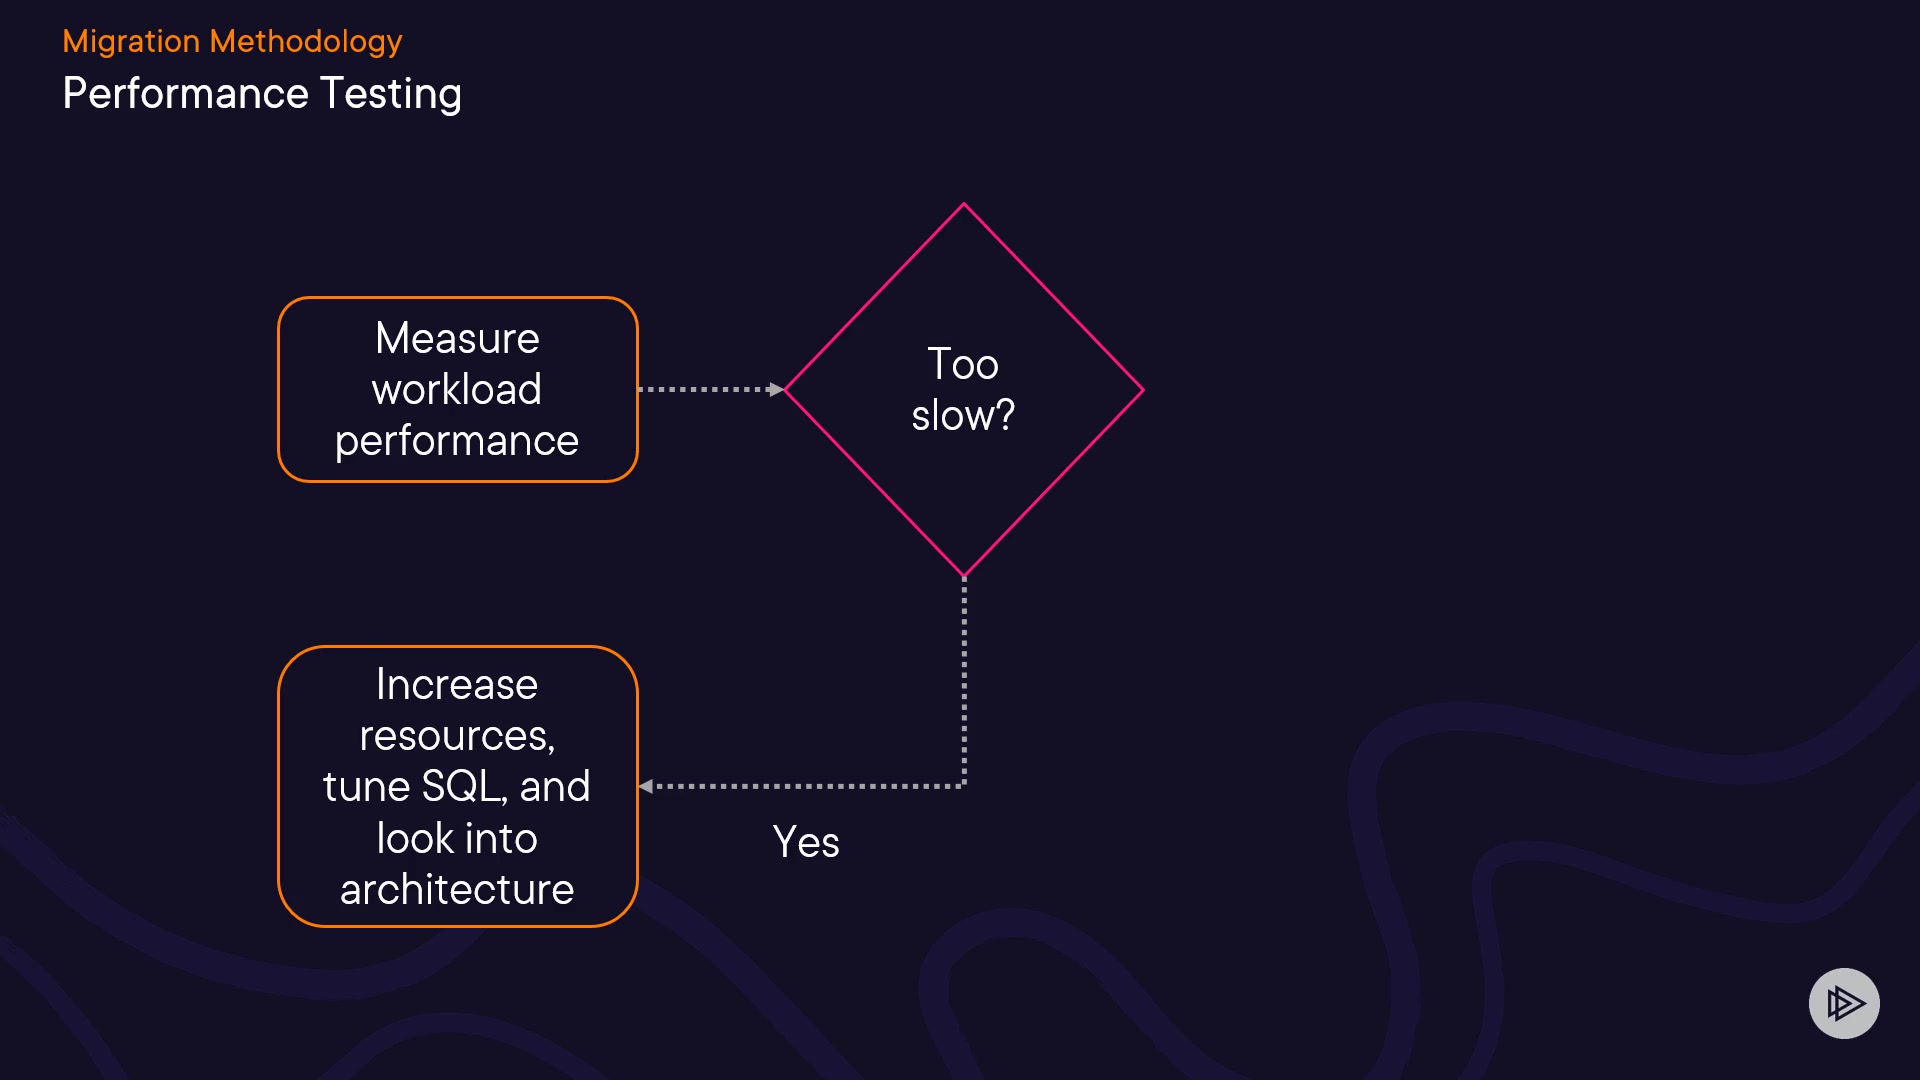 Migration Methodology
Performance Testing
Measure
workload
performance
Too
slow?
Increase
resources,
tune SQL, and
look into
architecture
Yes